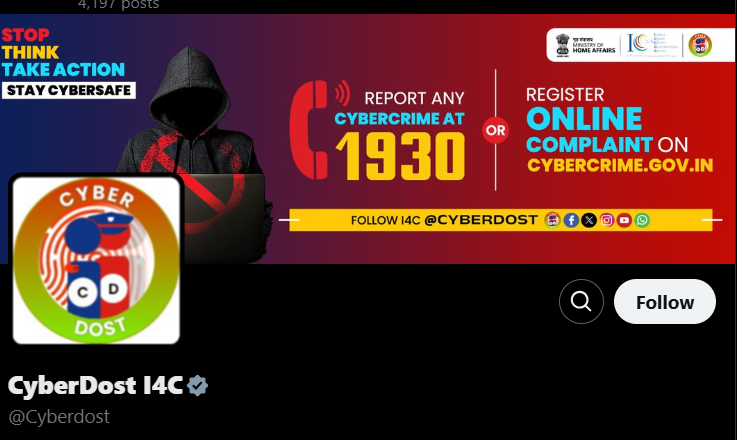 4,197 posts
STOP
THINK
TAKE ACTION
STAY CYBERSAFE
MINISTRY OF
HOME AFFAIRS
REPORT ANY
CYBERCRIME AT
1930
OR
REGISTER
ONLINE
COMPLAINT ON
CYBERCRIME.GOV.IN
FOLLOW I4C @CYBERDOST
CYBER
C D
DOST
Follow
CyberDost I4C
@Cyberdost